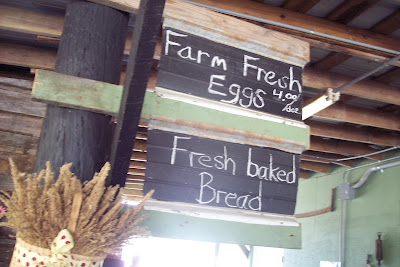 Farm Fresh
Eggs 4.00
/doz.
Fresh baked
Bread